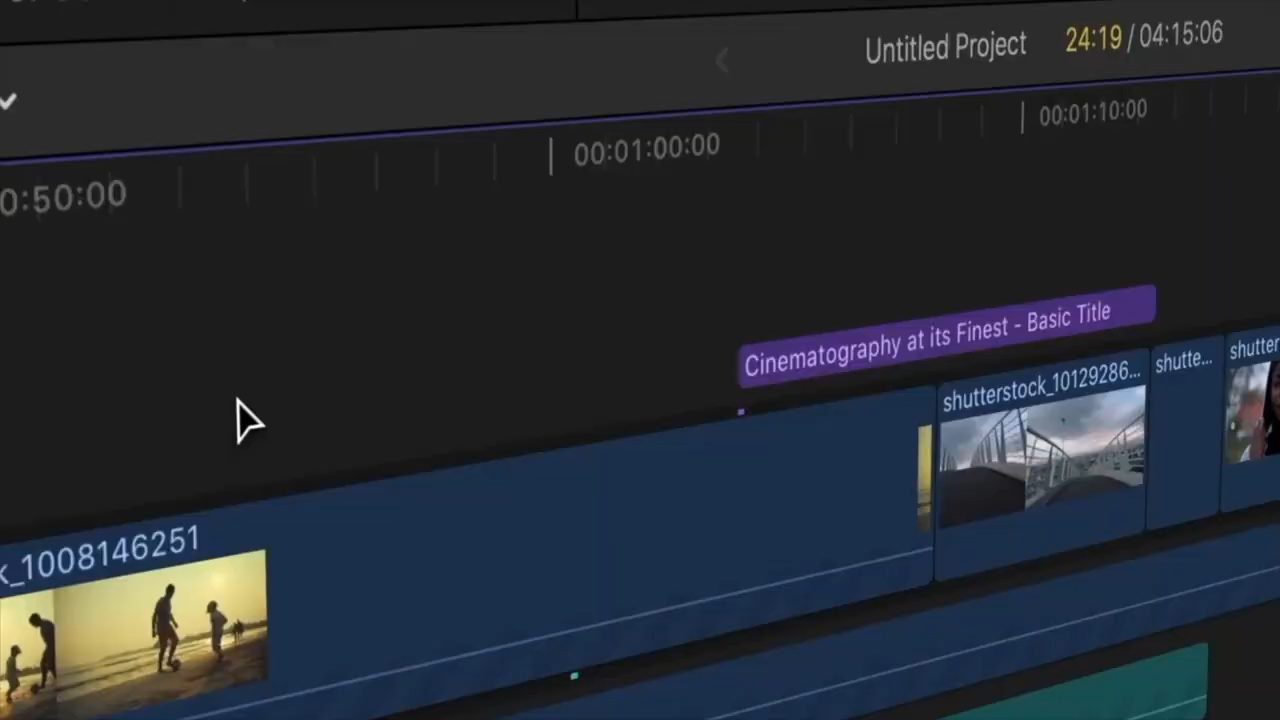 Untitled Project 24:19 / 04:15:06
0:50:00 00:01:00:00 00:01:10:00
Cinematography at its Finest - Basic Title
k_1008146251 shutterstock_10129286... shutte... shutter